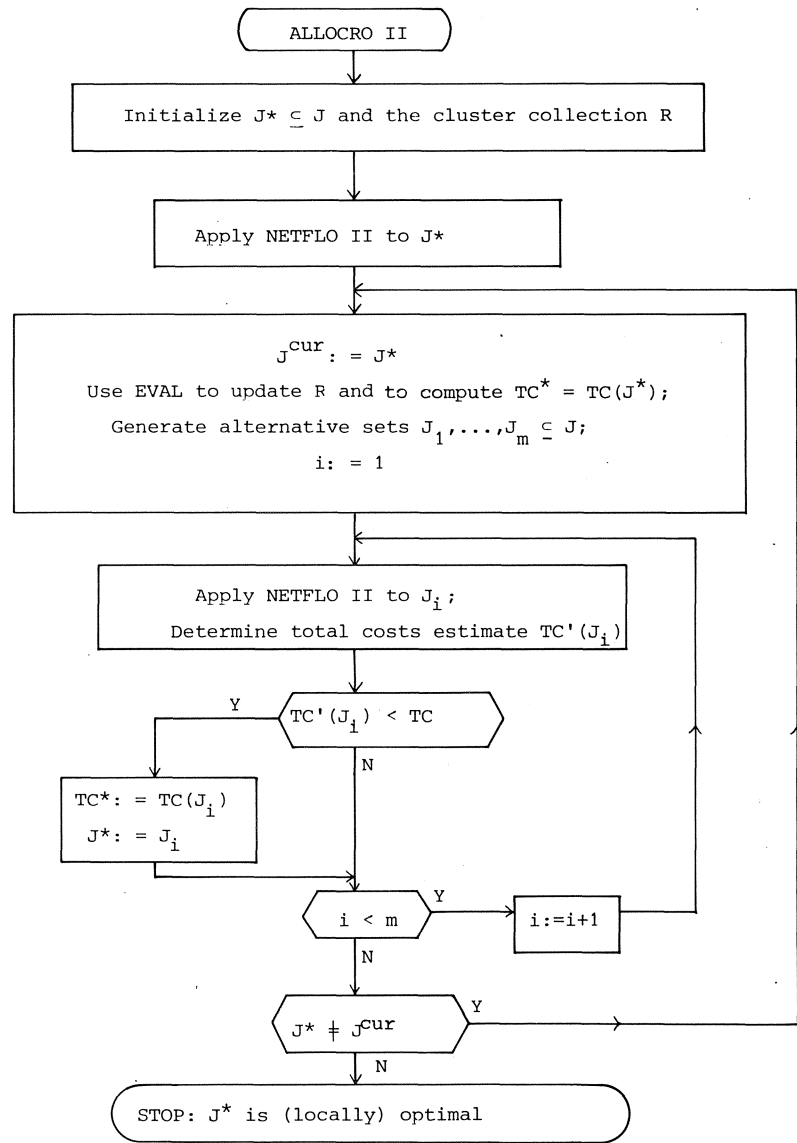 ALLOCRO II
Initialize J* ⊆ J and the cluster collection R
Apply NETFLO II to J*
J^cur : = J*
Use EVAL to update R and to compute TC* = TC(J*);
Generate alternative sets J_1,...,J_m ⊆ J;
i: = 1
Apply NETFLO II to J_i;
Determine total costs estimate TC'(J_i)
Y
TC'(J_i) < TC
N
TC*: = TC(J_i)
J*: = J_i
Y
i < m
i:=i+1
N
Y
J* ≠ J^cur
N
STOP: J* is (locally) optimal